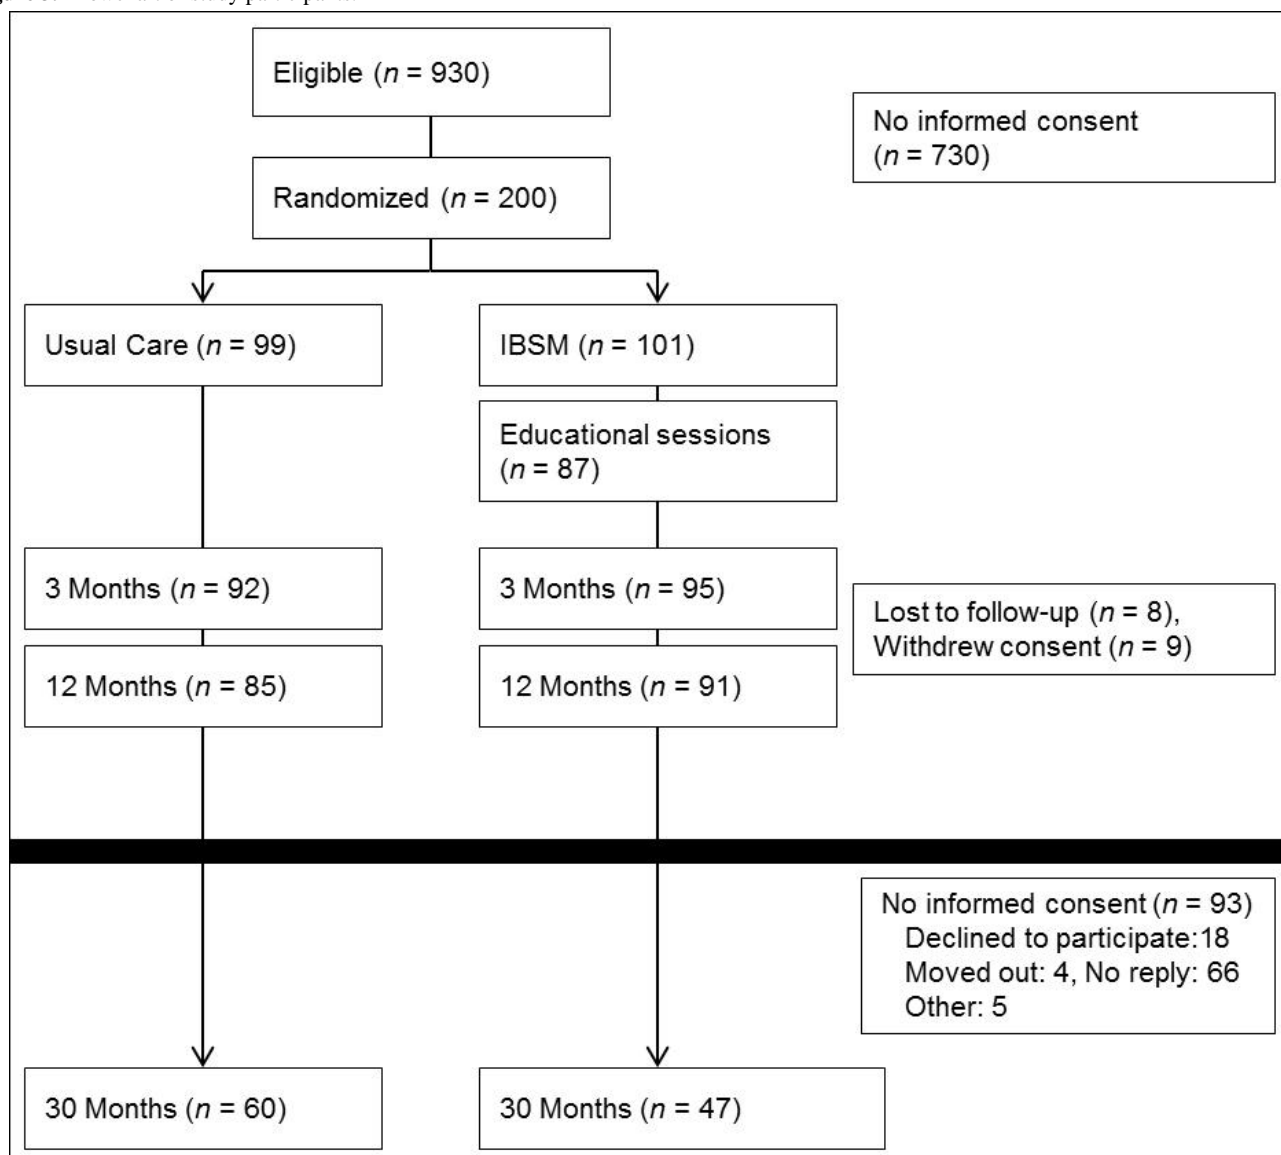 Eligible (n = 930)
No informed consent
(n = 730)
Randomized (n = 200)
Usual Care (n = 99)
IBSM (n = 101)
Educational sessions
(n = 87)
3 Months (n = 92)
3 Months (n = 95)
Lost to follow-up (n = 8),
Withdrew consent (n = 9)
12 Months (n = 85)
12 Months (n = 91)
No informed consent (n = 93)
Declined to participate:18
Moved out: 4, No reply: 66
Other: 5
30 Months (n = 60)
30 Months (n = 47)